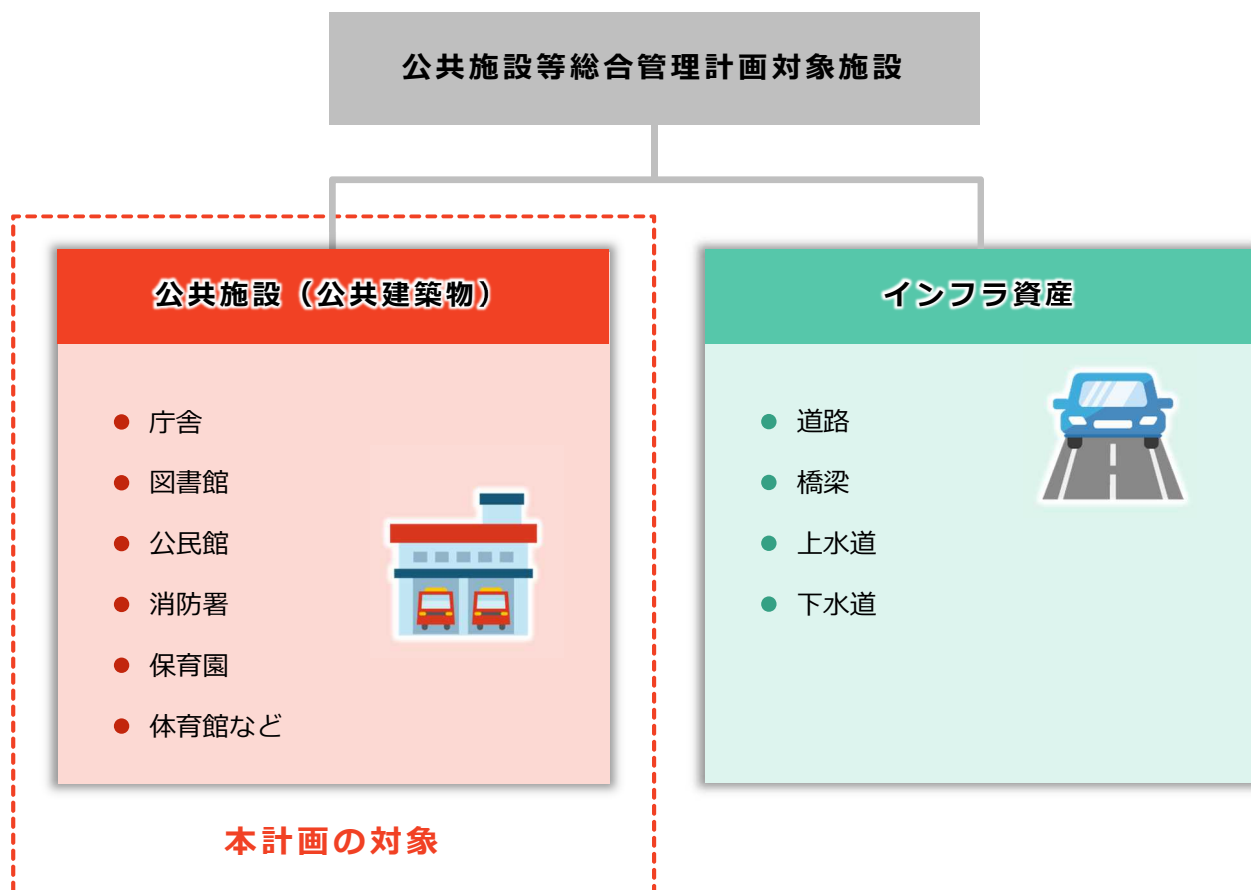 公共施設等総合管理計画対象施設
公共施設（公共建築物）
庁舎
図書館
公民館
消防署
保育園
体育館など
本計画の対象
インフラ資産
道路
橋梁
上水道
下水道